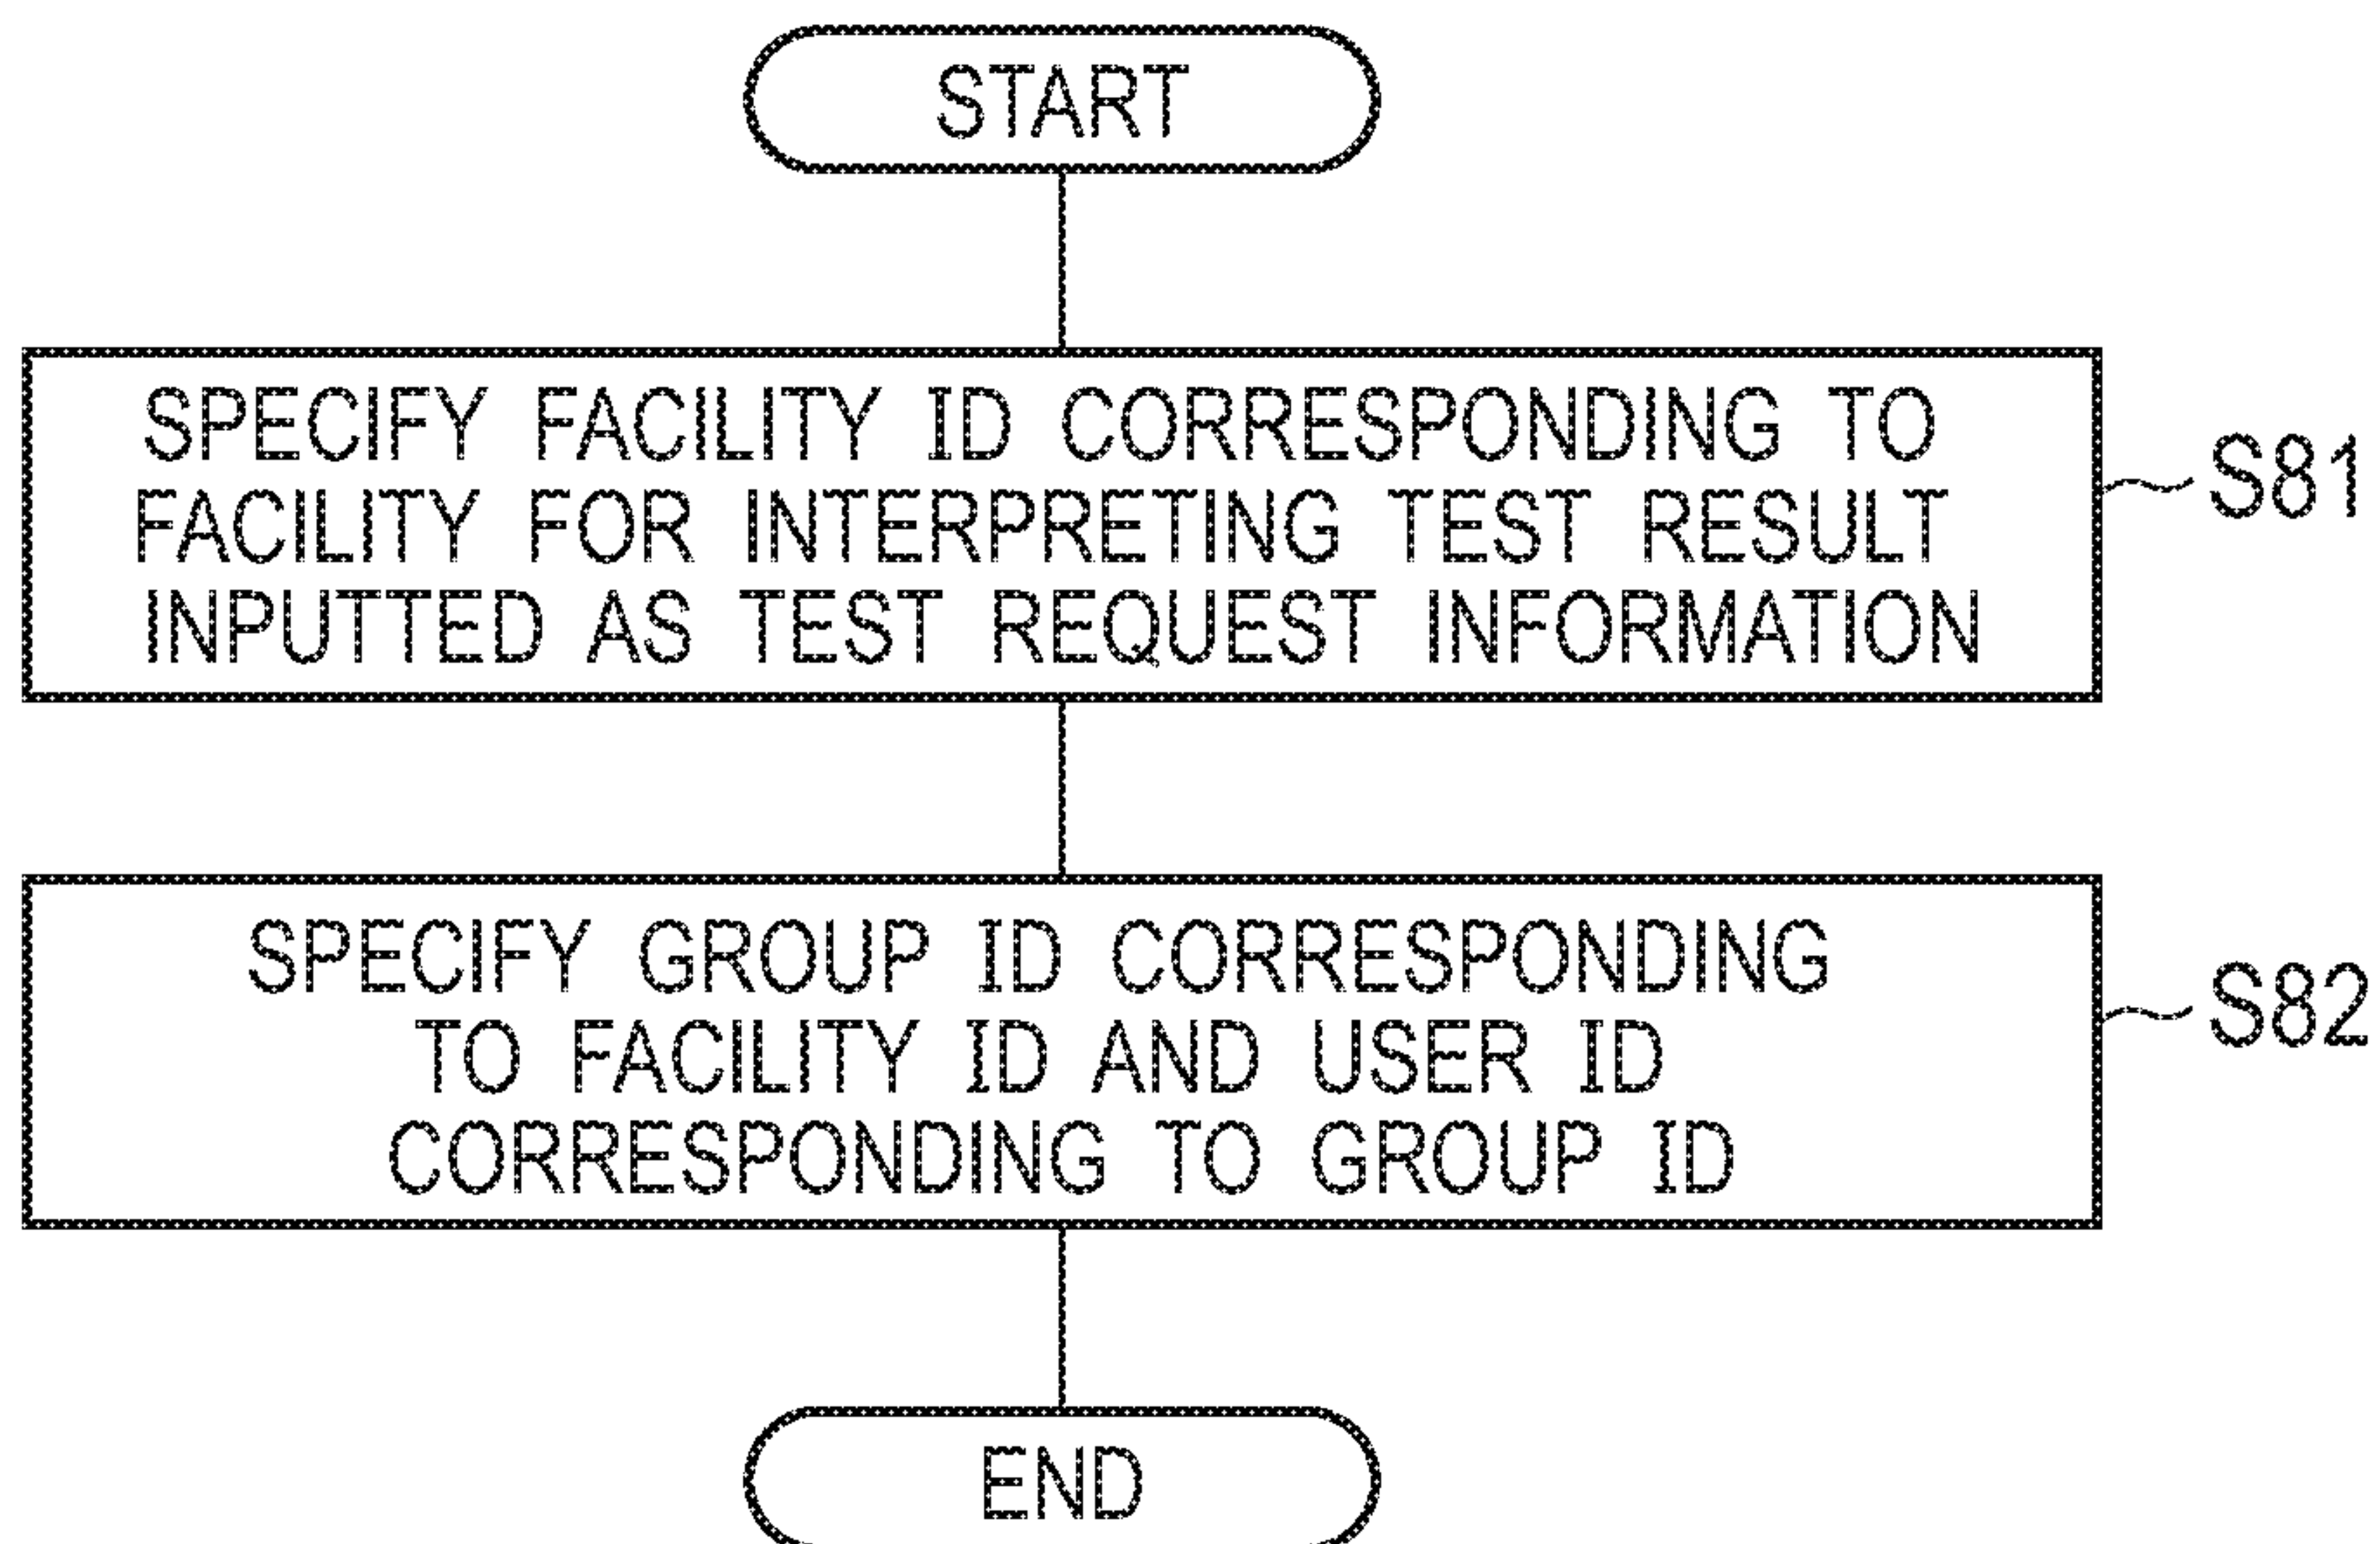 START
SPECIFY FACILITY ID CORRESPONDING TO
FACILITY FOR INTERPRETING TEST RESULT
INPUTTED AS TEST REQUEST INFORMATION
S81
SPECIFY GROUP ID CORRESPONDING
TO FACILITY ID AND USER ID
CORRESPONDING TO GROUP ID
S82
END